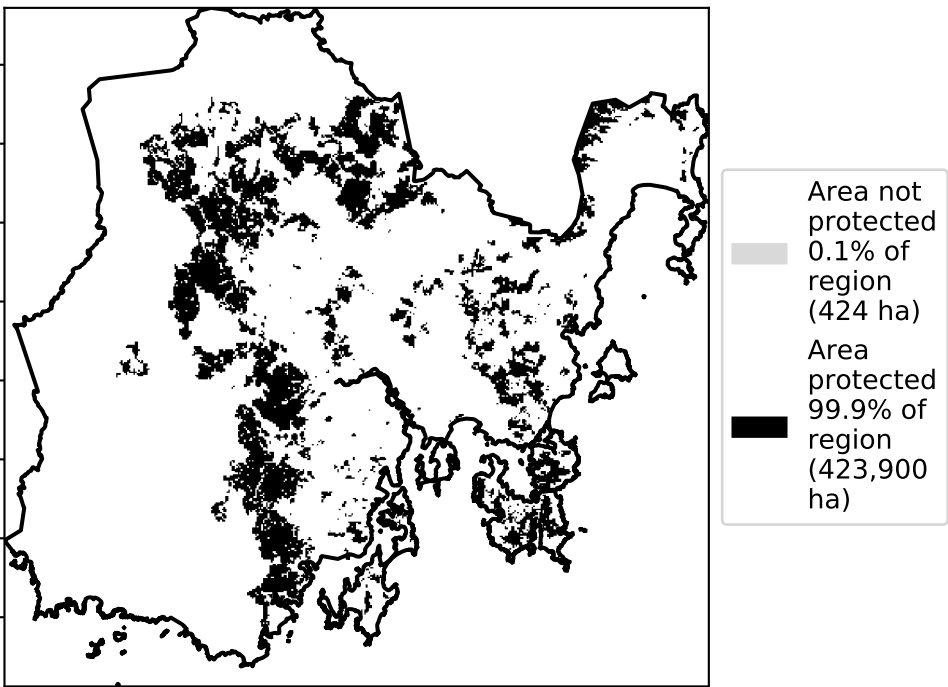 Area not
protected
0.1% of
region
(424 ha)
Area
protected
99.9% of
region
(423,900
ha)